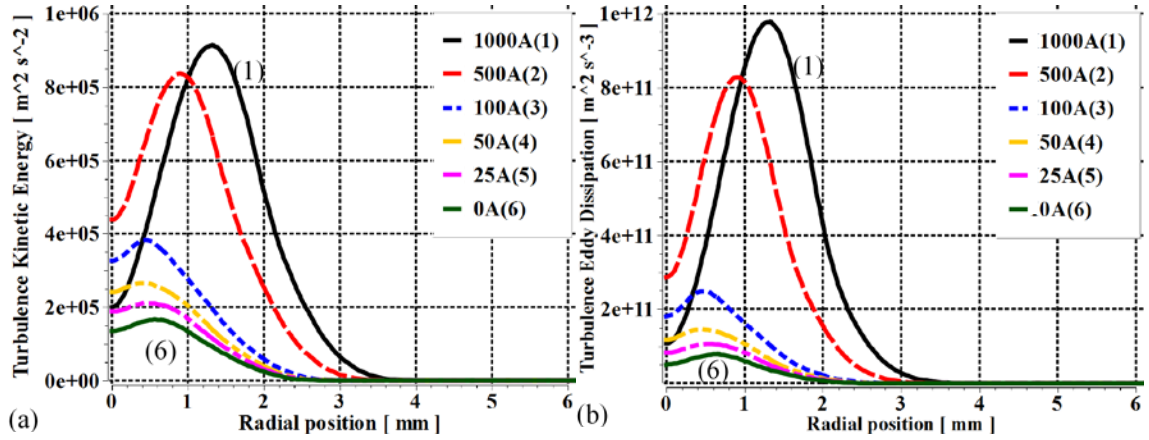 Turbulence Kinetic Energy [ m^2 s^-2 ]
1e+06
8e+05
6e+05
4e+05
2e+05
0e+00
(1)
(6)
1000A(1)
500A(2)
100A(3)
50A(4)
25A(5)
0A(6)
0 1 2 3 4 5 6
Radial position [ mm ]
(a)
Turbulence Eddy Dissipation [ m^2 s^-3 ]
1e+12
8e+11
6e+11
4e+11
2e+11
(1)
(6)
1000A(1)
500A(2)
100A(3)
50A(4)
25A(5)
.0A(6)
0 1 2 3 4 5 6
Radial position [ mm ]
(b)